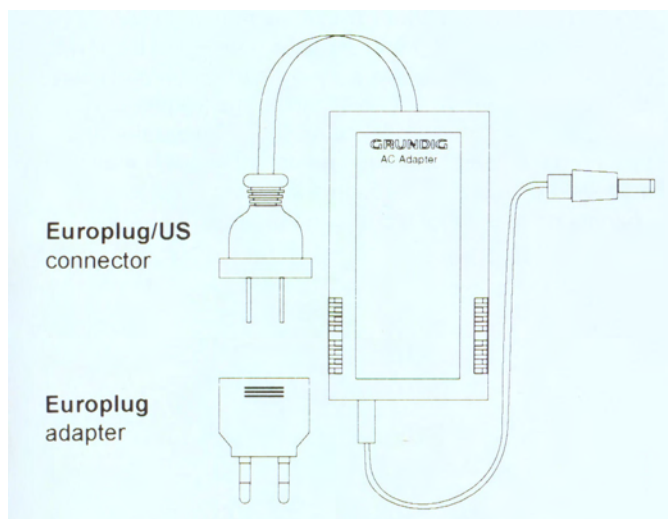 GRUNDIG
AC Adapter
Europlug/US
connector
Europlug
adapter